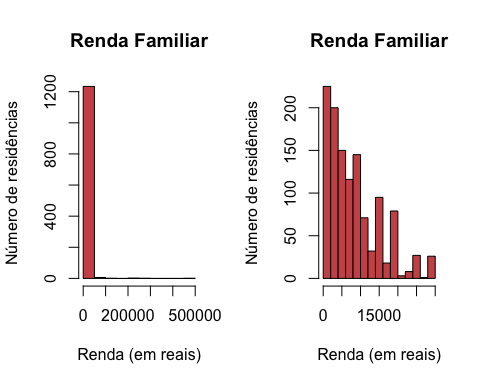 Renda Familiar
Número de residências
0
400
800
1200
0
200000
500000
Renda (em reais)
Renda Familiar
Número de residências
0
50
100
150
200
0
15000
Renda (em reais)